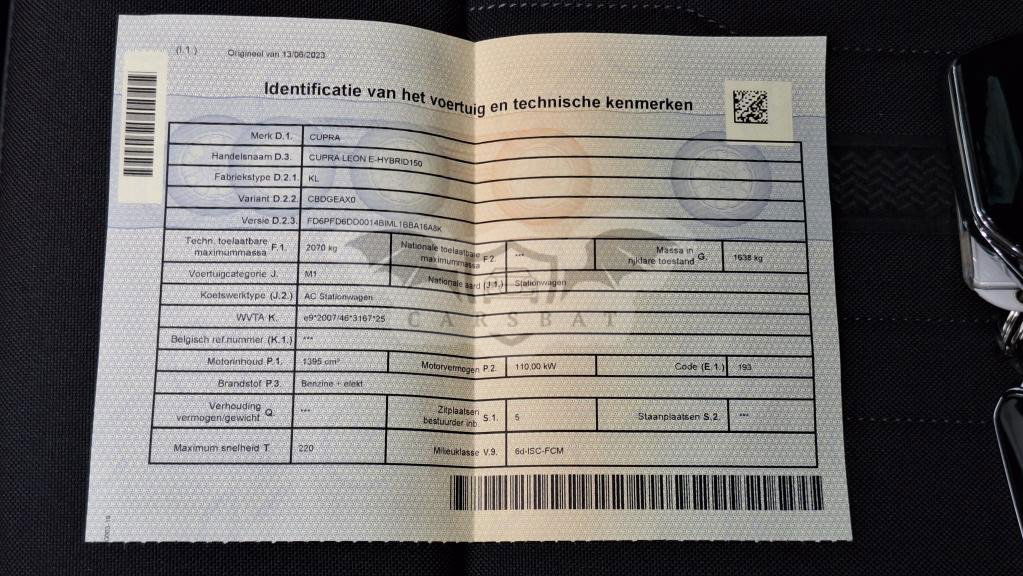 (I.1.) Origineel van 13/06/2023
Identificatie van het voertuig en technische kenmerken
Merk D.1. CUPRA
Handelsnaam D.3. CUPRA LEON E-HYBRID150
Fabriekstype D.2.1. KL
Variant D.2.2. CBDGEAX0
Versie D.2.3. FD6PFD6DD0014BIML1BBA16A8K
Techn. toelaatbare maximummassa F.1. 2070 kg Nationale toelaatbare maximummassa F.2. *** Massa in rijklare toestand G. 1638 kg
Voertuigcategorie J. M1 Nationale aard (J.1.) Stationwagen
Koetswerktype (J.2.) AC Stationwagen
WVTA K. e9*2007/46*3167*25
CARSBAT
Belgisch ref.nummer (K.1.) ***
Motorinhoud P.1. 1395 cm³ Motorvermogen P.2. 110,00 kW Code (E.1.) 193
Brandstof P.3. Benzine + elekt
Verhouding vermogen/gewicht Q *** Zitplaatsen bestuurder inb. S.1. 5 Staanplaatsen S.2. ***
Maximum snelheid T 220 Milieuklasse V.9. 6d-ISC-FCM